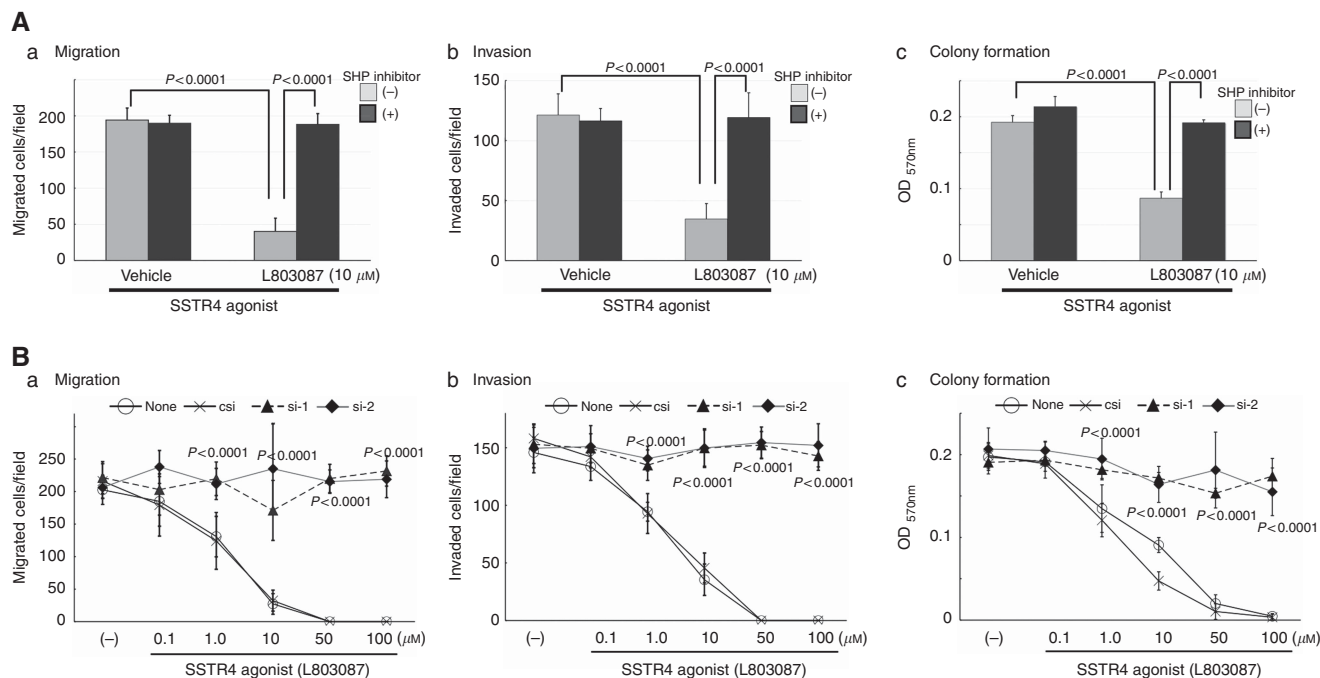 A
a Migration
P<0.0001
P<0.0001
SHP inhibitor
(–)
(+)
Migrated cells/field
200
150
100
50
0
Vehicle
L803087 (10 μM)
SSTR4 agonist
b Invasion
P<0.0001
P<0.0001
SHP inhibitor
(–)
(+)
Invaded cells/field
150
100
50
0
Vehicle
L803087 (10 μM)
SSTR4 agonist
c Colony formation
P<0.0001
P<0.0001
SHP inhibitor
(–)
(+)
OD 570nm
0.2
0.1
0
Vehicle
L803087 (10 μM)
SSTR4 agonist
B
a Migration
None csi si-1 si-2
Migrated cells/field
250
200
150
100
50
0
P<0.0001
P<0.0001
P<0.0001
P<0.0001
(–) 0.1 1.0 10 50 100 (μM)
SSTR4 agonist (L803087)
b Invasion
None csi si-1 si-2
Invaded cells/field
150
100
50
0
P<0.0001
P<0.0001
P<0.0001
P<0.0001
(–) 0.1 1.0 10 50 100 (μM)
SSTR4 agonist (L803087)
c Colony formation
None csi si-1 si-2
OD 570nm
0.2
0.1
0
P<0.0001
P<0.0001
P<0.0001
P<0.0001
(–) 0.1 1.0 10 50 100 (μM)
SSTR4 agonist (L803087)